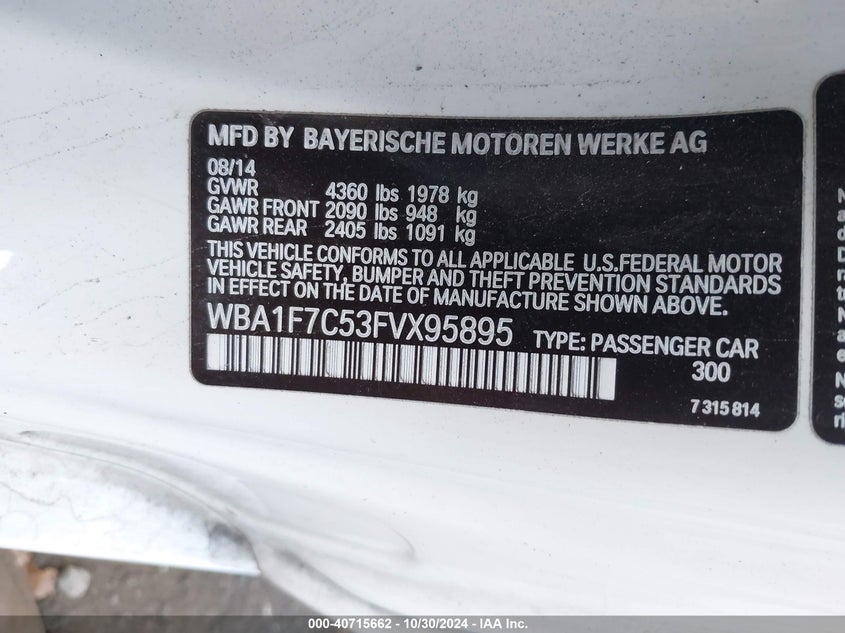 MFD BY BAYERISCHE MOTOREN WERKE AG
08/14
GVWR 4360 lbs 1978 kg
GAWR FRONT 2090 lbs 948 kg
GAWR REAR 2405 lbs 1091 kg
THIS VEHICLE CONFORMS TO ALL APPLICABLE U.S.FEDERAL MOTOR
VEHICLE SAFETY, BUMPER AND THEFT PREVENTION STANDARDS
IN EFFECT ON THE DATE OF MANUFACTURE SHOWN ABOVE.
WBA1F7C53FVX95895 TYPE: PASSENGER CAR
300
7315814
000-40715662 - 10/30/2024 - IAA Inc.